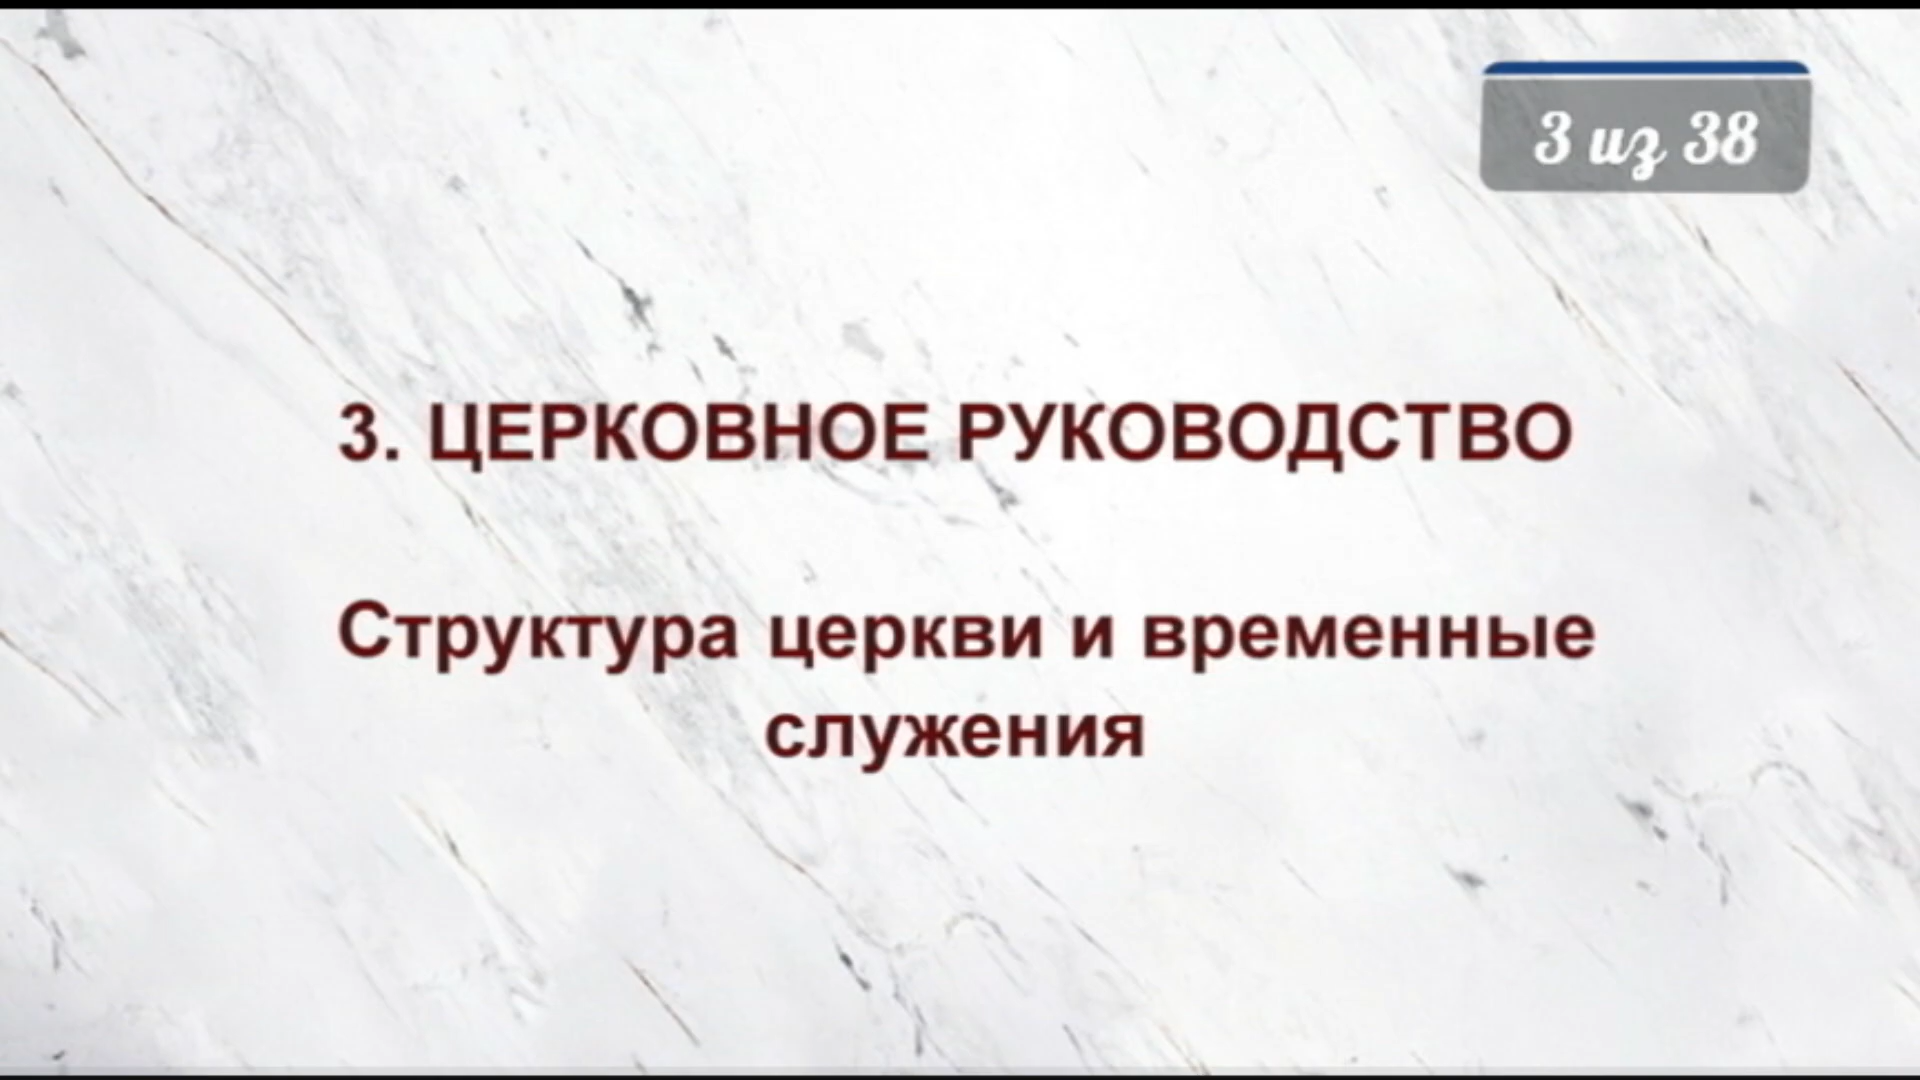 3 из 38
3. ЦЕРКОВНОЕ РУКОВОДСТВО
Структура церкви и временные
служения